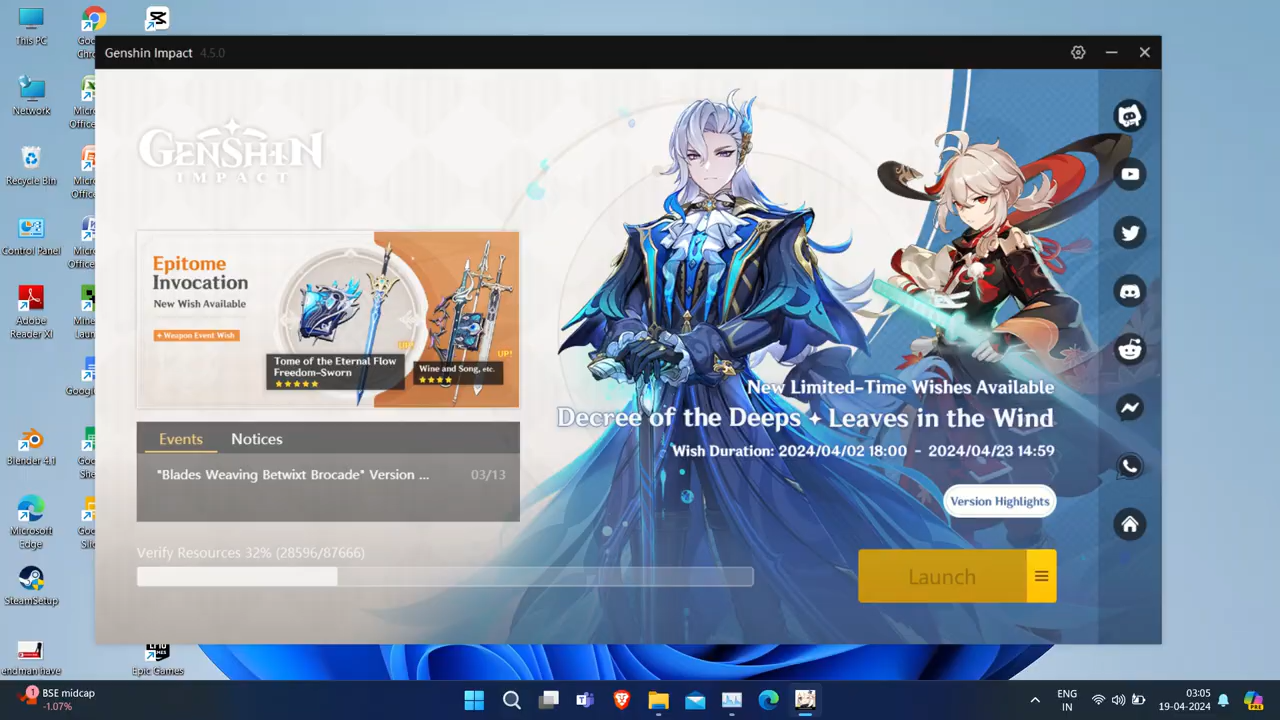 This PC
Network
Recycle Bin
Control Panel
Adobe
Reader XI
Blender 4.1
Microsoft
Edge
SteamSetup
endman have
Epic Games
Genshin Impact 4.5.0
GENSHIN
IMPACT
Epitome
Invocation
New Wish Available
+ Weapon Event Wish
UP!
Tome of the Eternal Flow
Freedom-Sworn
UP!
Wine and Song, etc.
Events Notices
"Blades Weaving Betwixt Brocade" Version ... 03/13
New Limited-Time Wishes Available
Decree of the Deeps ✦ Leaves in the Wind
Wish Duration: 2024/04/02 18:00 - 2024/04/23 14:59
Version Highlights
Verify Resources 32% (28596/87666)
Launch
1
BSE midcap
-1.07%
ENG
IN
03:05
19-04-2024